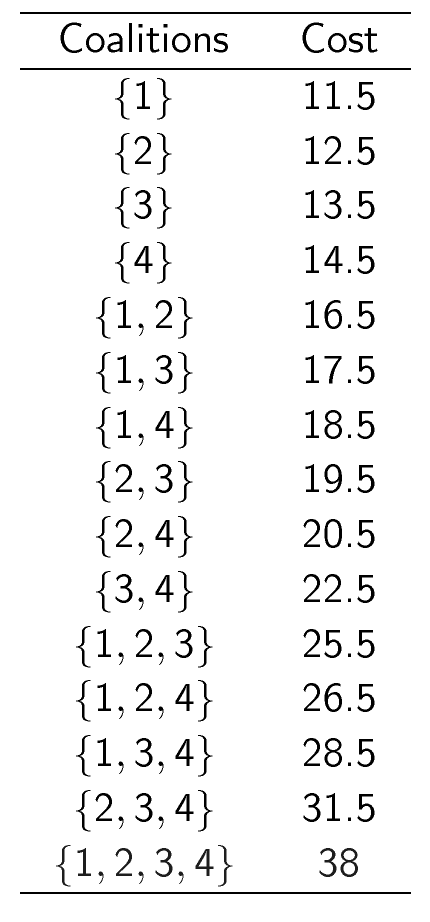 Coalitions Cost
{1} 11.5
{2} 12.5
{3} 13.5
{4} 14.5
{1, 2} 16.5
{1, 3} 17.5
{1, 4} 18.5
{2, 3} 19.5
{2, 4} 20.5
{3, 4} 22.5
{1, 2, 3} 25.5
{1, 2, 4} 26.5
{1, 3, 4} 28.5
{2, 3, 4} 31.5
{1, 2, 3, 4} 38